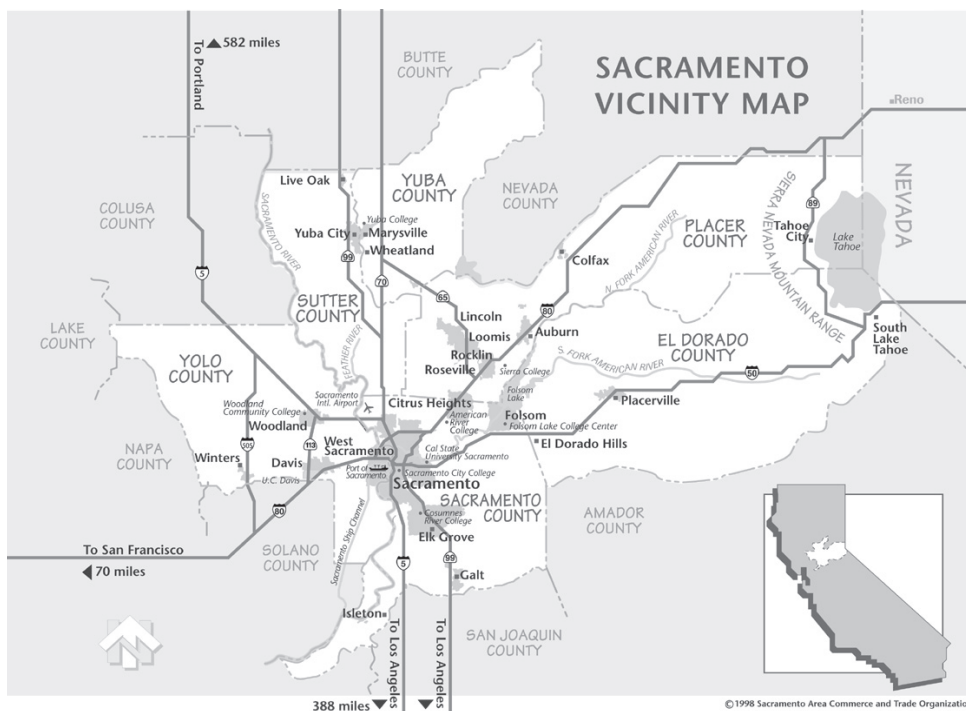 SACRAMENTO
VICINITY MAP
582 miles
To Portland
BUTTE
COUNTY
Reno
NEVADA
Live Oak
YUBA
COUNTY
NEVADA
COUNTY
SIERRA NEVADA MOUNTAIN RANGE
89
COLUSA
COUNTY
SACRAMENTO RIVER
Yuba College
Yuba City
Marysville
Wheatland
PLACER
COUNTY
Tahoe
City
Lake
Tahoe
N FORK AMERICAN RIVER
99
Colfax
5
70
65
SUTTER
COUNTY
Lincoln
80
Loomis
Auburn
South
Lake
Tahoe
LAKE
COUNTY
FEATHER RIVER
Rocklin
Roseville
Sierra College
EL DORADO
COUNTY
S. FORK AMERICAN RIVER
50
YOLO
COUNTY
Sacramento
Intl. Airport
Citrus Heights
Folsom
Lake
Placerville
Woodland
Community College
Woodland
American
River
College
Folsom
Folsom Lake College Center
El Dorado Hills
505
113
West
Sacramento
Cal State
University Sacramento
NAPA
COUNTY
Winters
Davis
U.C. Davis
Port of
Sacramento
Sacramento City College
Sacramento
SACRAMENTO
COUNTY
80
Cosumnes
River College
Elk Grove
AMADOR
COUNTY
To San Francisco
70 miles
SOLANO
COUNTY
Sacramento Ship Channel
5
99
Galt
Isleton
To Los Angeles
To Los Angeles
SAN JOAQUIN
COUNTY
388 miles
©1998 Sacramento Area Commerce and Trade Organizatio